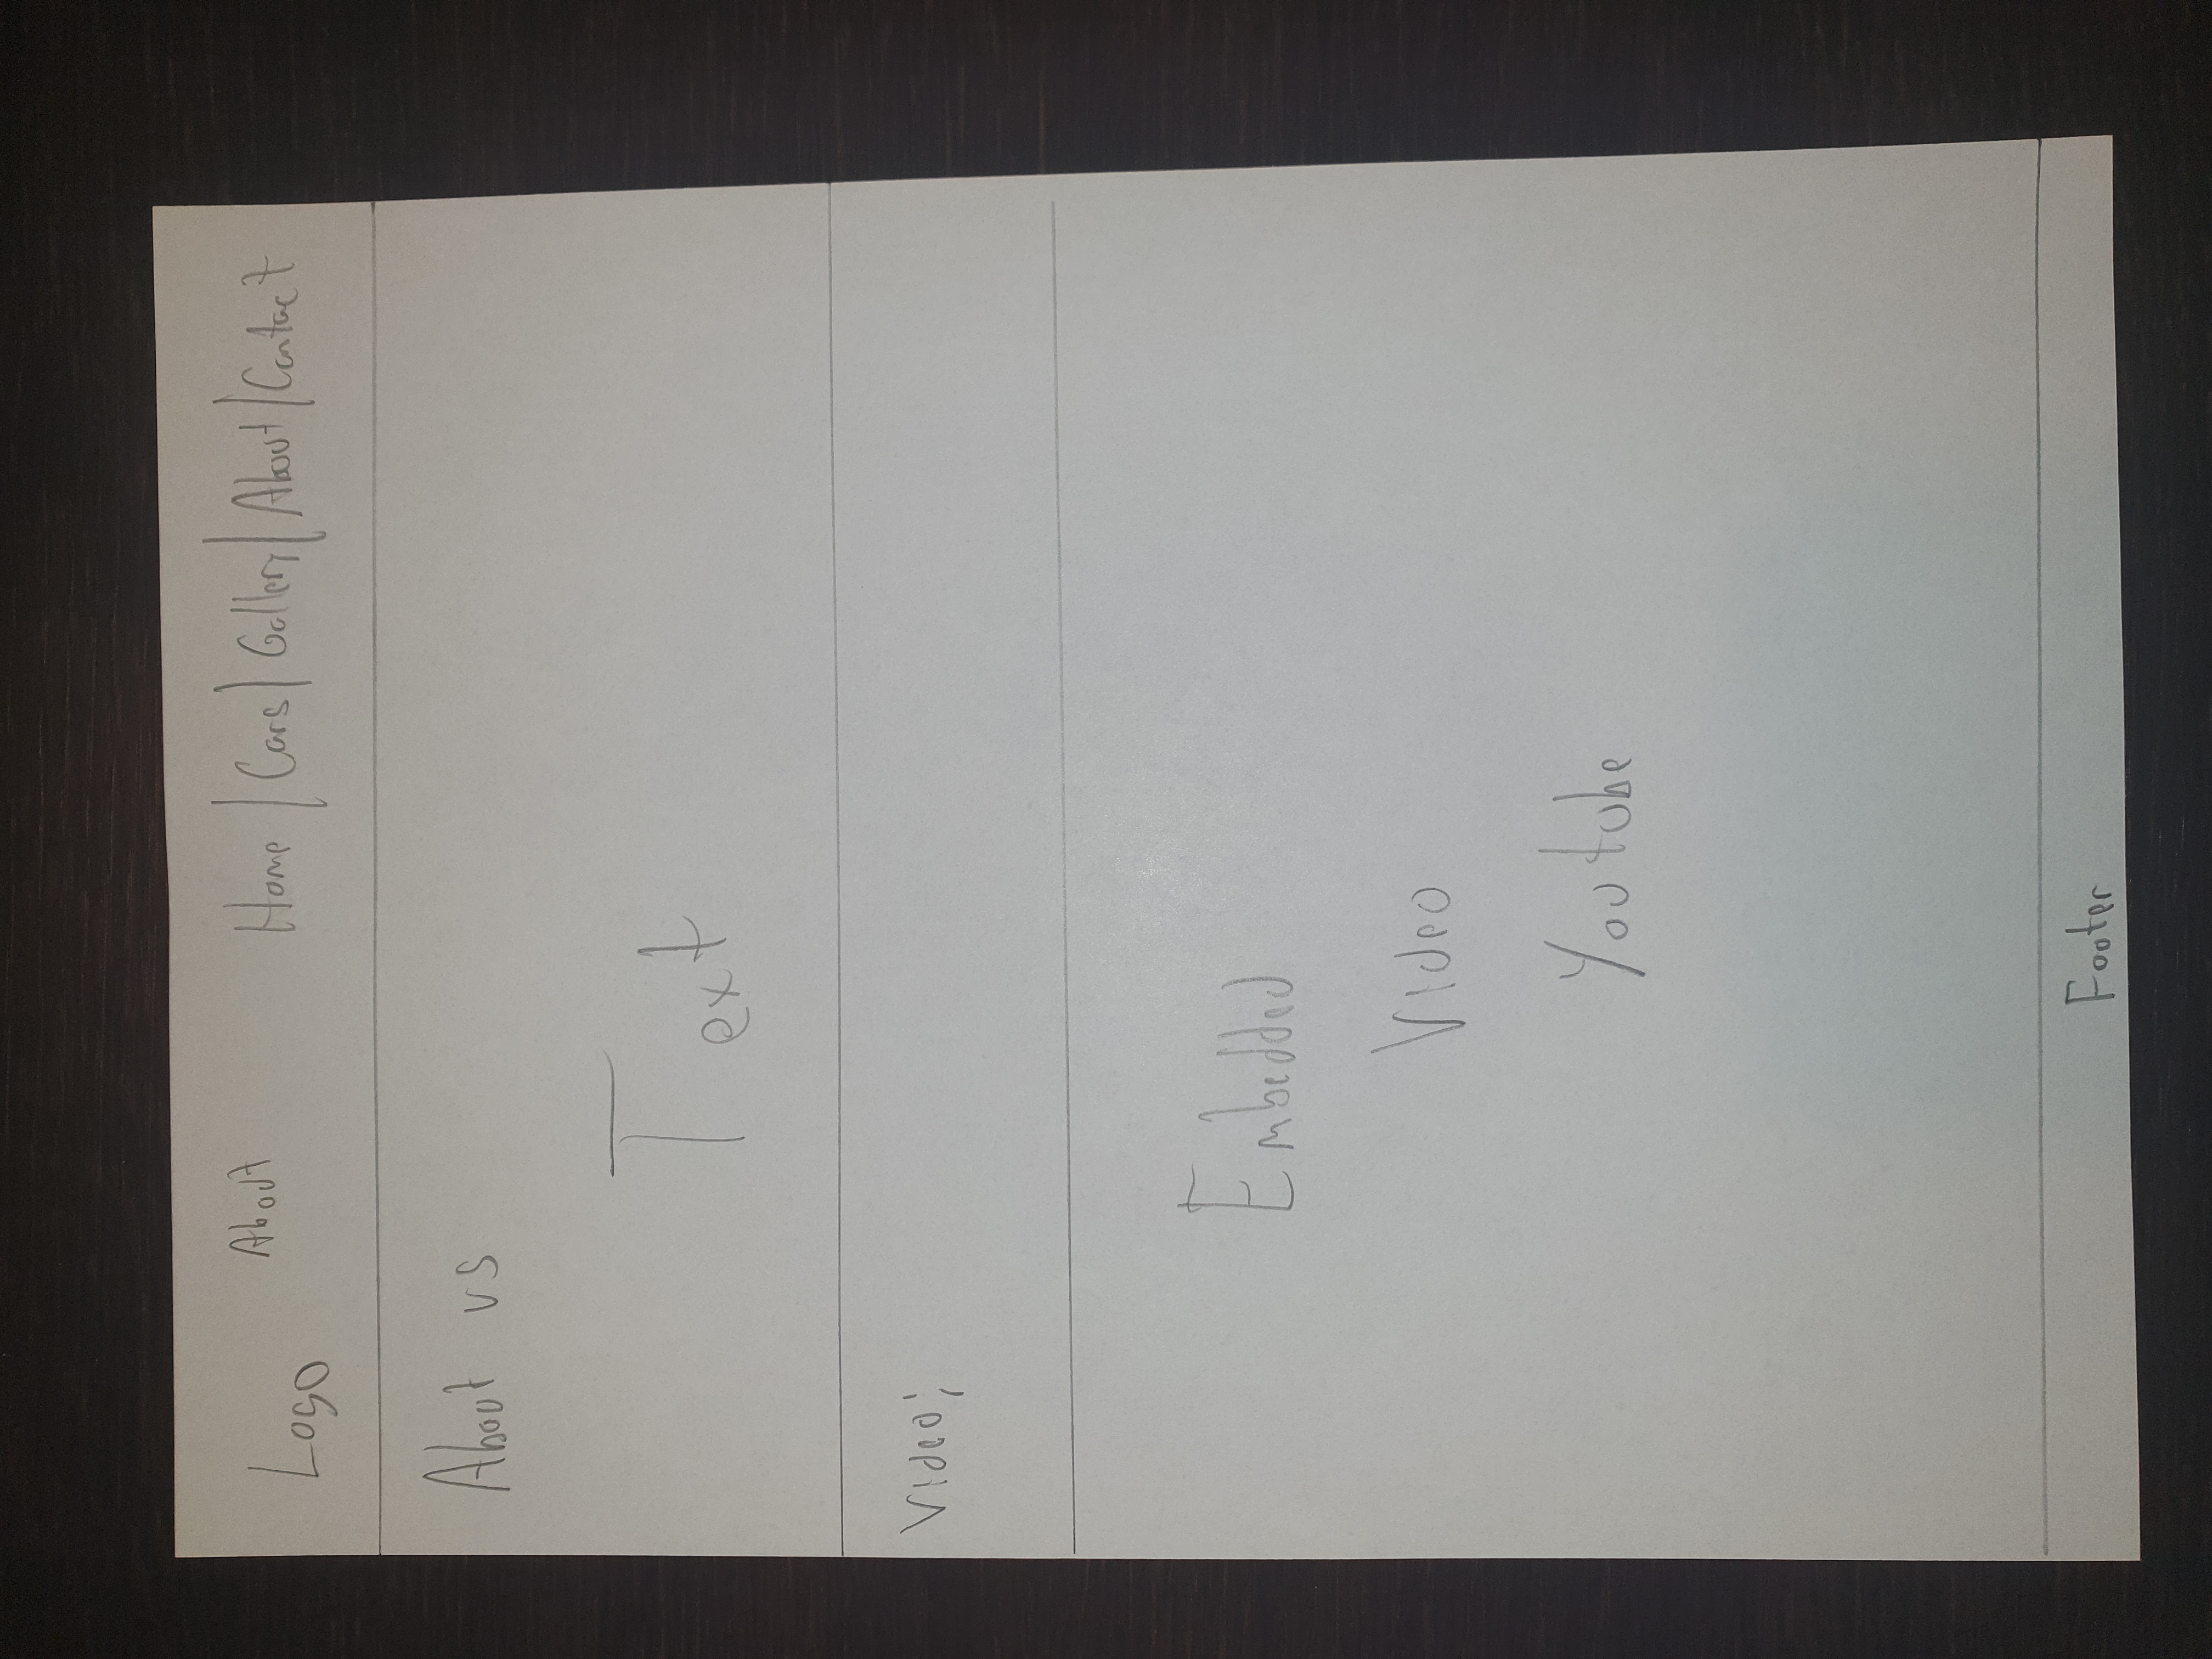 Logo About Home | Cars | Gallery | About | Contact
About us
Text
Video:
Embedded
Video
Youtube
Footer